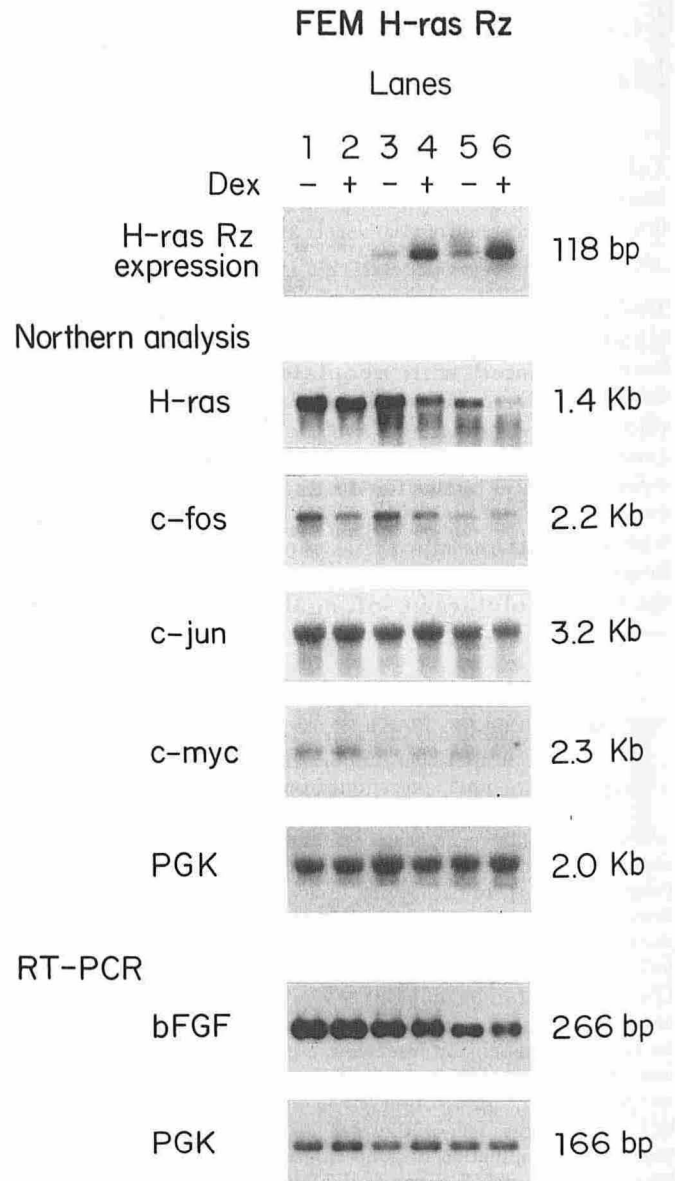 FEM H-ras Rz
Lanes
1 2 3 4 5 6
Dex − + − + − +
H-ras Rz expression 118 bp
Northern analysis
H-ras 1.4 Kb
c-fos 2.2 Kb
c-jun 3.2 Kb
c-myc 2.3 Kb
PGK 2.0 Kb
RT-PCR
bFGF 266 bp
PGK 166 bp